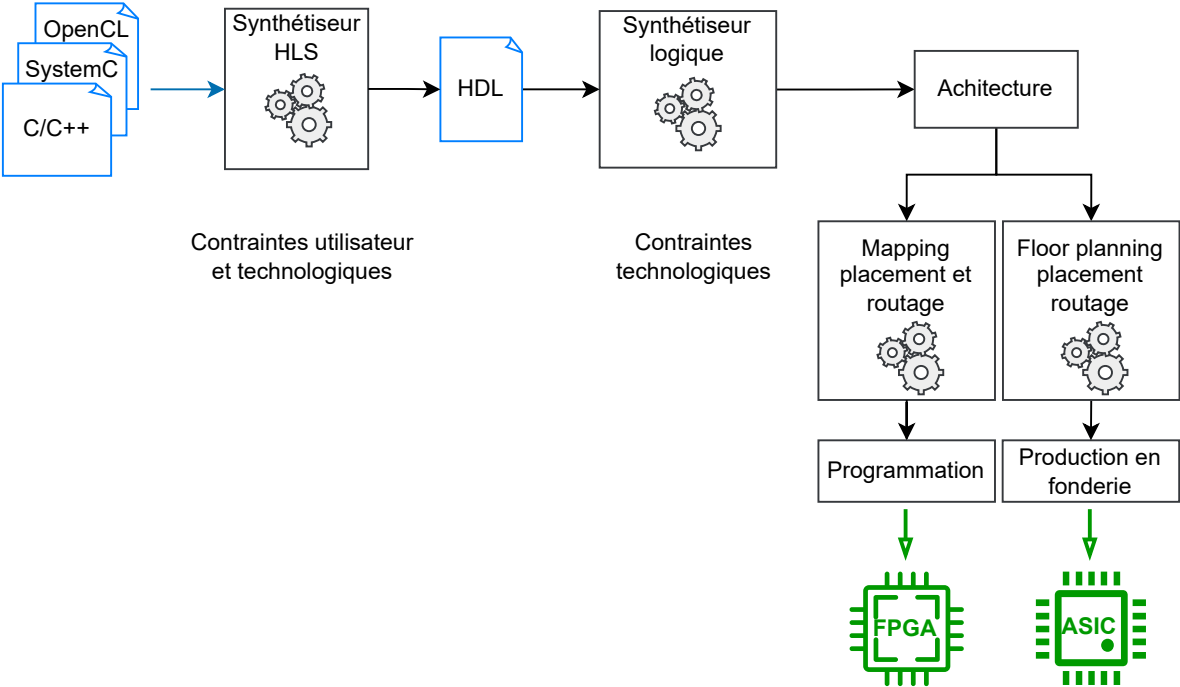 OpenCL
SystemC
C/C++
Synthétiseur
HLS
HDL
Synthétiseur
logique
Achitecture
Contraintes utilisateur
et technologiques
Contraintes
technologiques
Mapping
placement et
routage
Floor planning
placement
routage
Programmation
Production en
fonderie
FPGA
ASIC